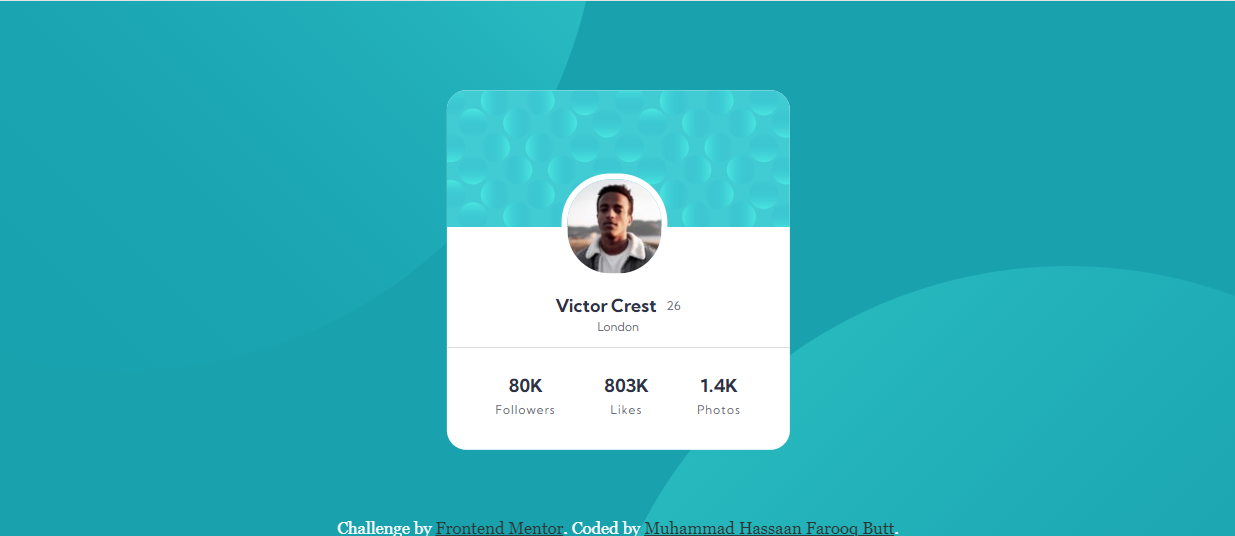 Victor Crest 26
London
80K 803K 1.4K
Followers Likes Photos
Challenge by Frontend Mentor. Coded by Muhammad Hassaan Farooq Butt.